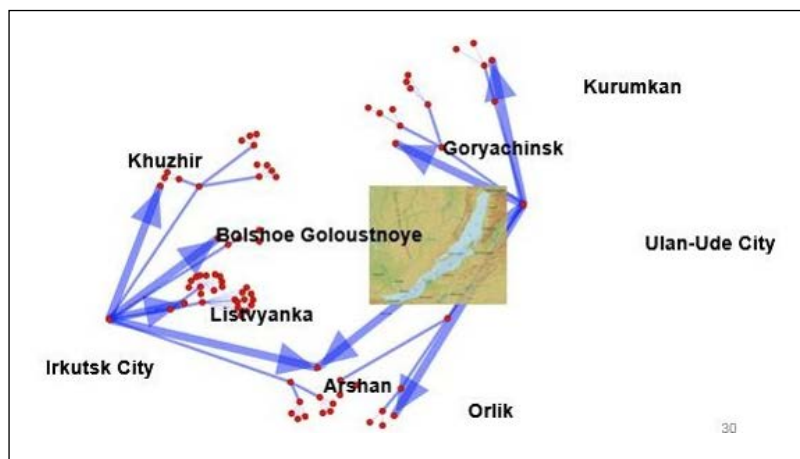 Kurumkan
Goryachinsk
Khuzhir
Bolshoe Goloustnoye
Ulan-Ude City
Listvyanka
Irkutsk City
Arshan
Orlik
30